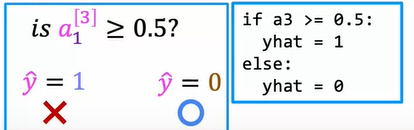 is a₁^[3] ≥ 0.5?
ŷ = 1 ŷ = 0
if a3 >= 0.5:
  yhat = 1
else:
  yhat = 0